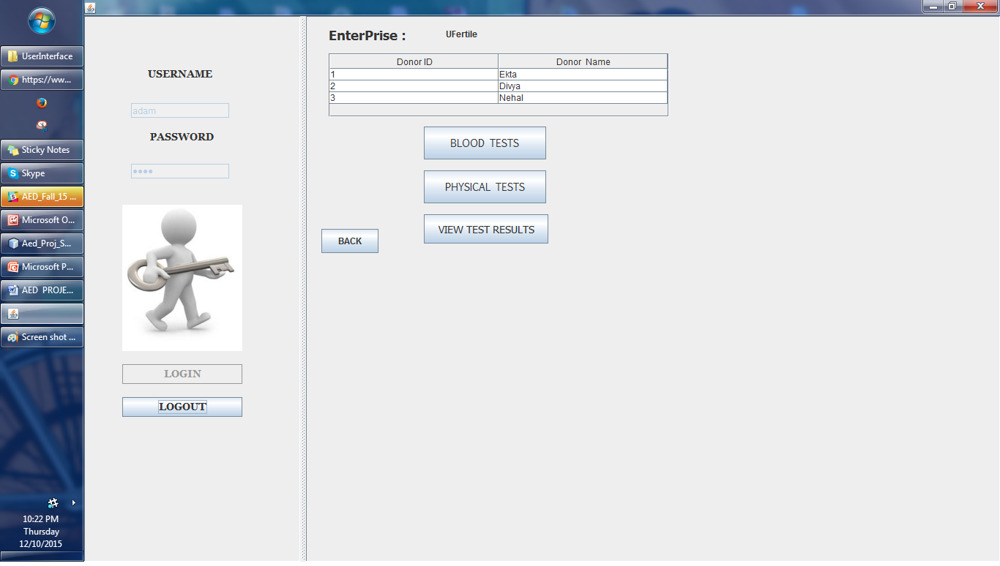 UserInterface
https://ww...
Sticky Notes
Skype
AED_Fall_15 ...
Microsoft O...
Aed_Proj_S...
Microsoft P...
AED PROJE...
Screen shot ...
10:22 PM
Thursday
12/10/2015
USERNAME
adam
PASSWORD
LOGIN
LOGOUT
EnterPrise : UFertile
Donor ID Donor Name
1 Ekta
2 Divya
3 Nehal
BLOOD TESTS
PHYSICAL TESTS
VIEW TEST RESULTS
BACK